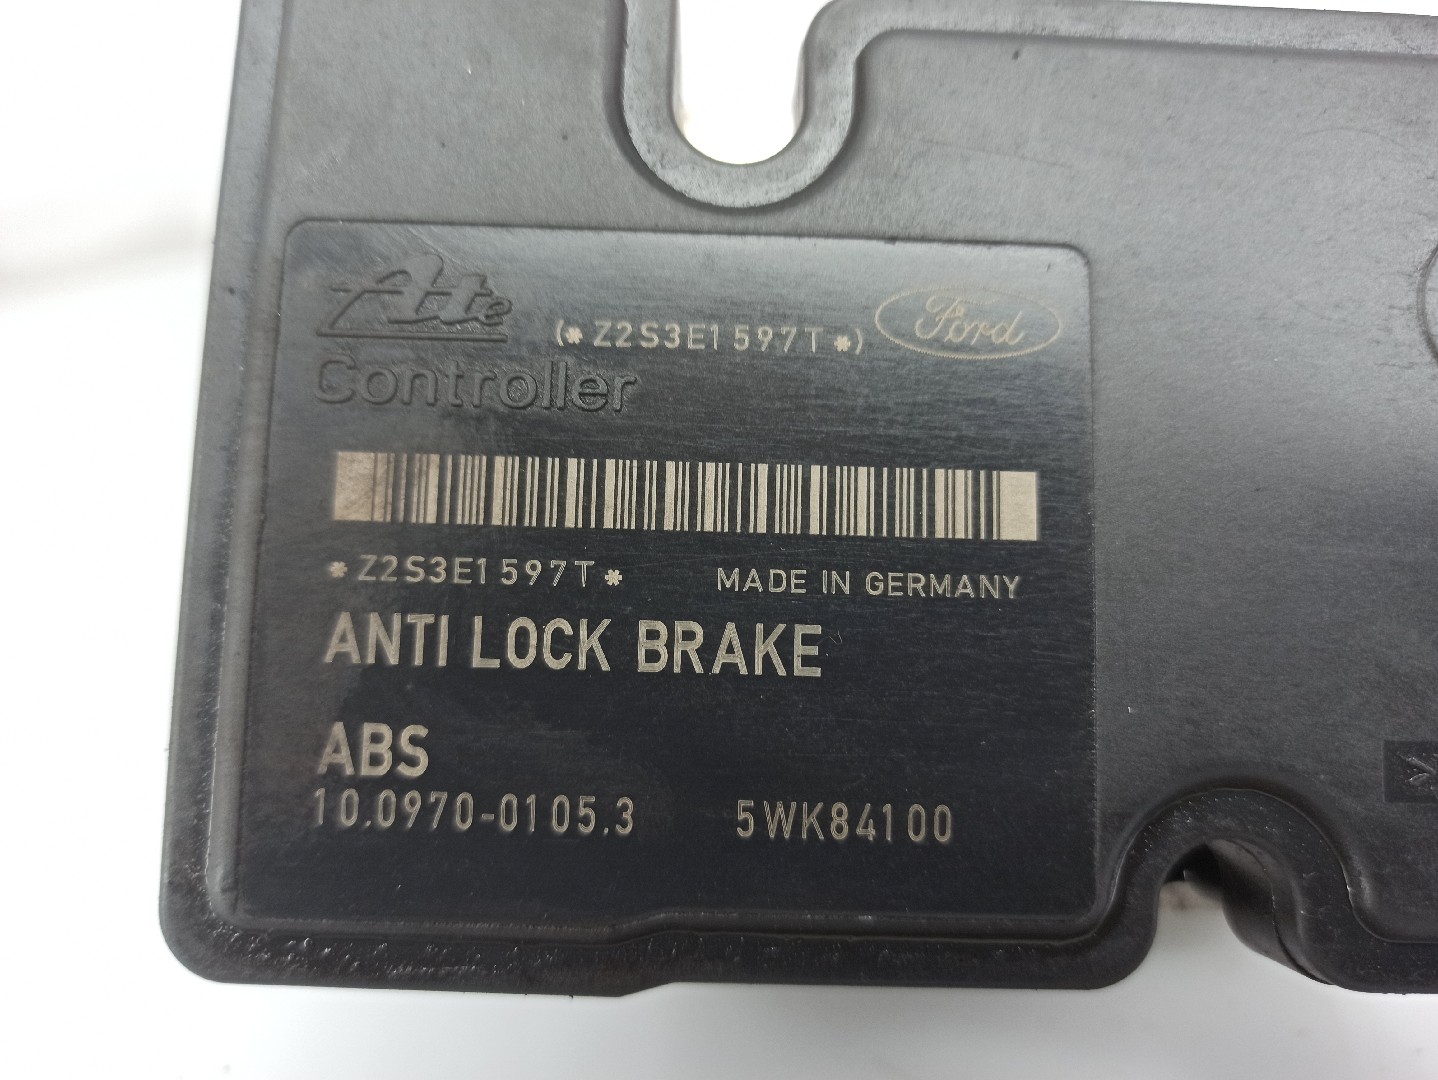 Ate
(*Z2S3E1597T*)
Ford
Controller
*Z2S3E1597T*
MADE IN GERMANY
ANTI LOCK BRAKE
ABS
10.0970-0105.3
5WK84100